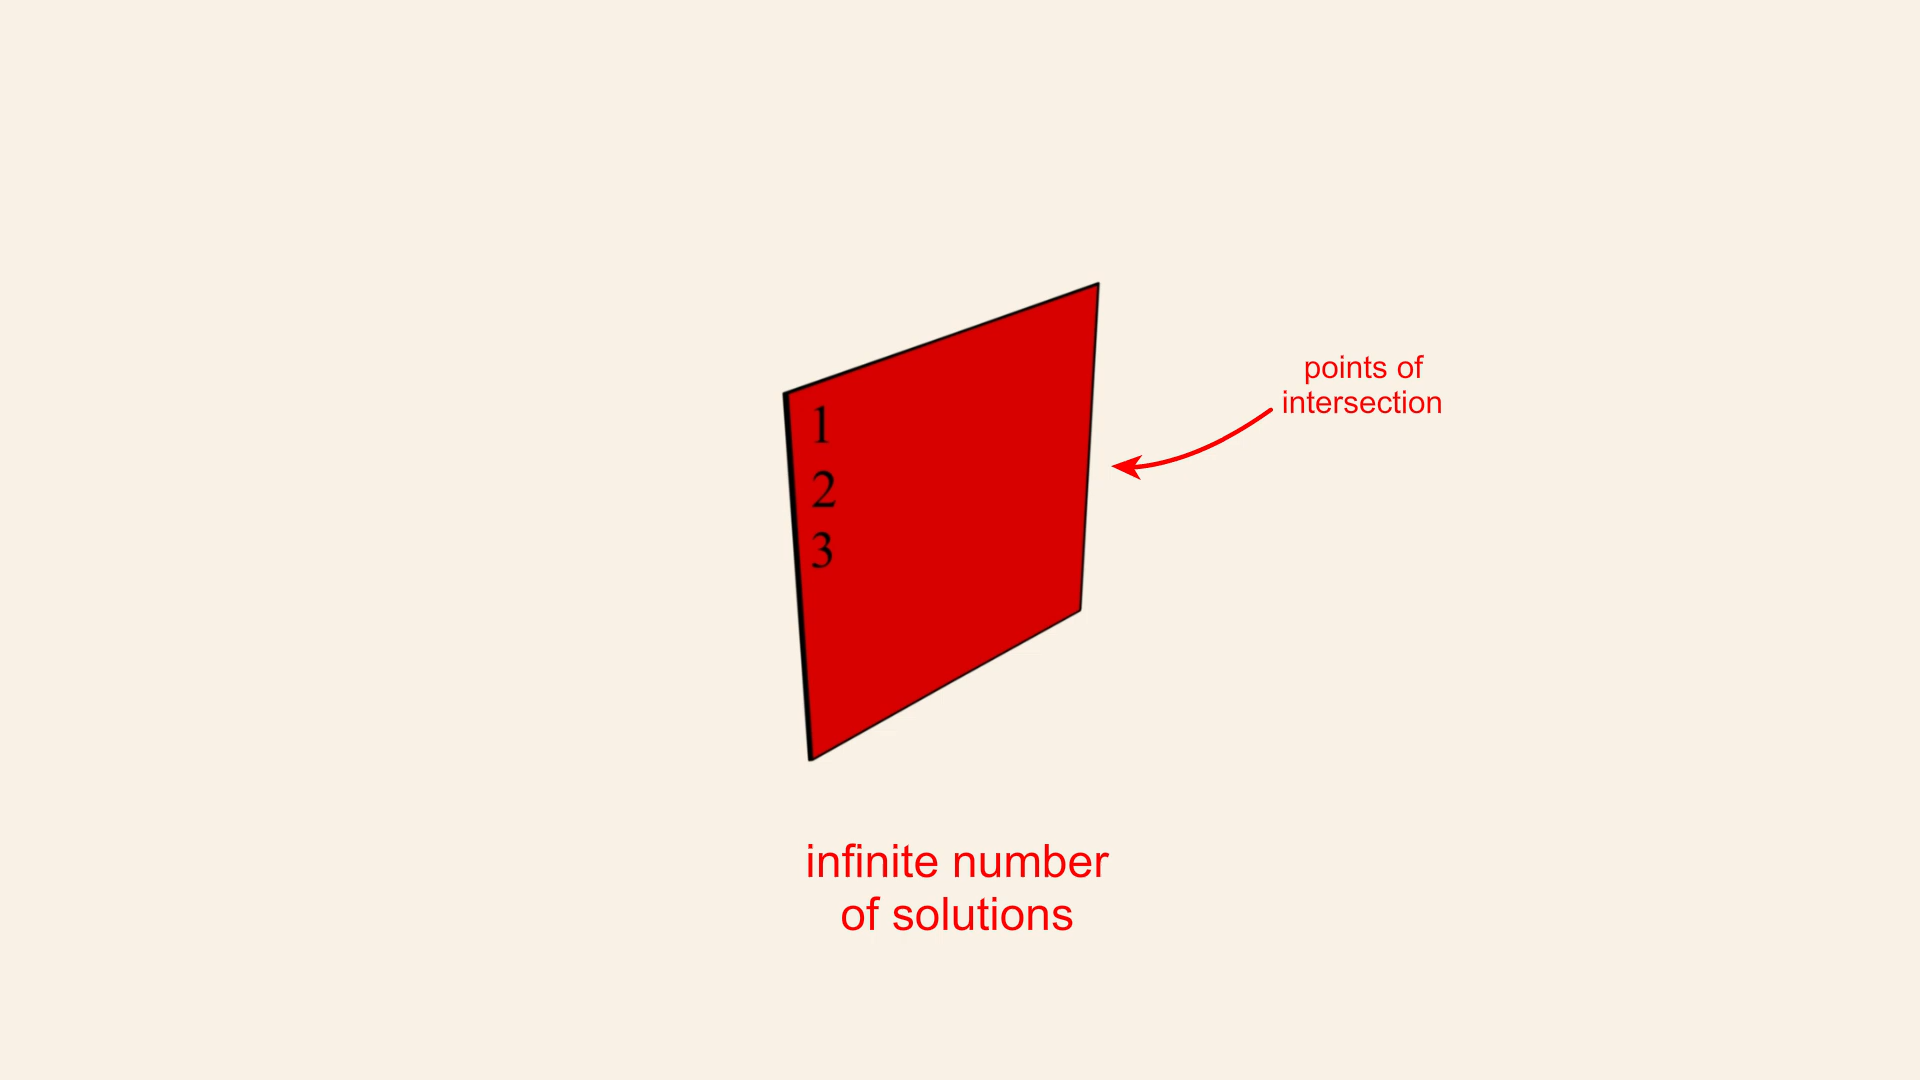 1
2
3
points of
intersection
infinite number
of solutions